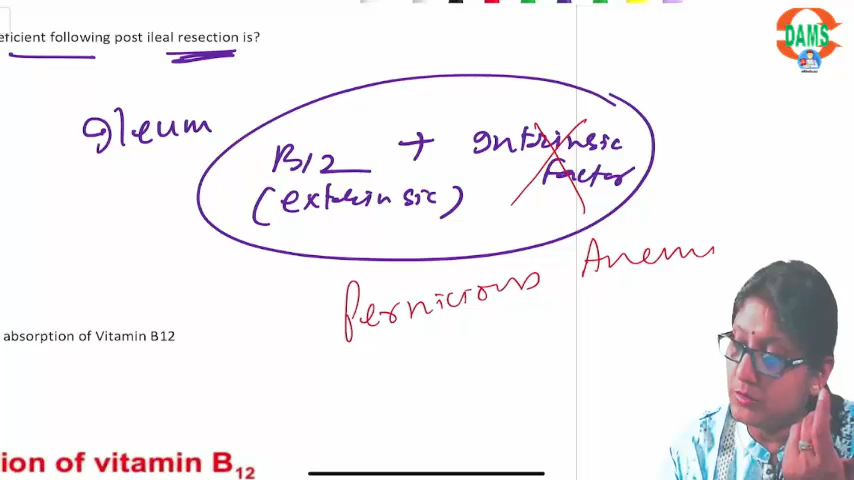 eficient following post ileal resection is?
DAMS
Ileum
B12 + Intrinsic
(extrinsic) factor
Pernicious Anem
absorption of Vitamin B12
ion of vitamin B12